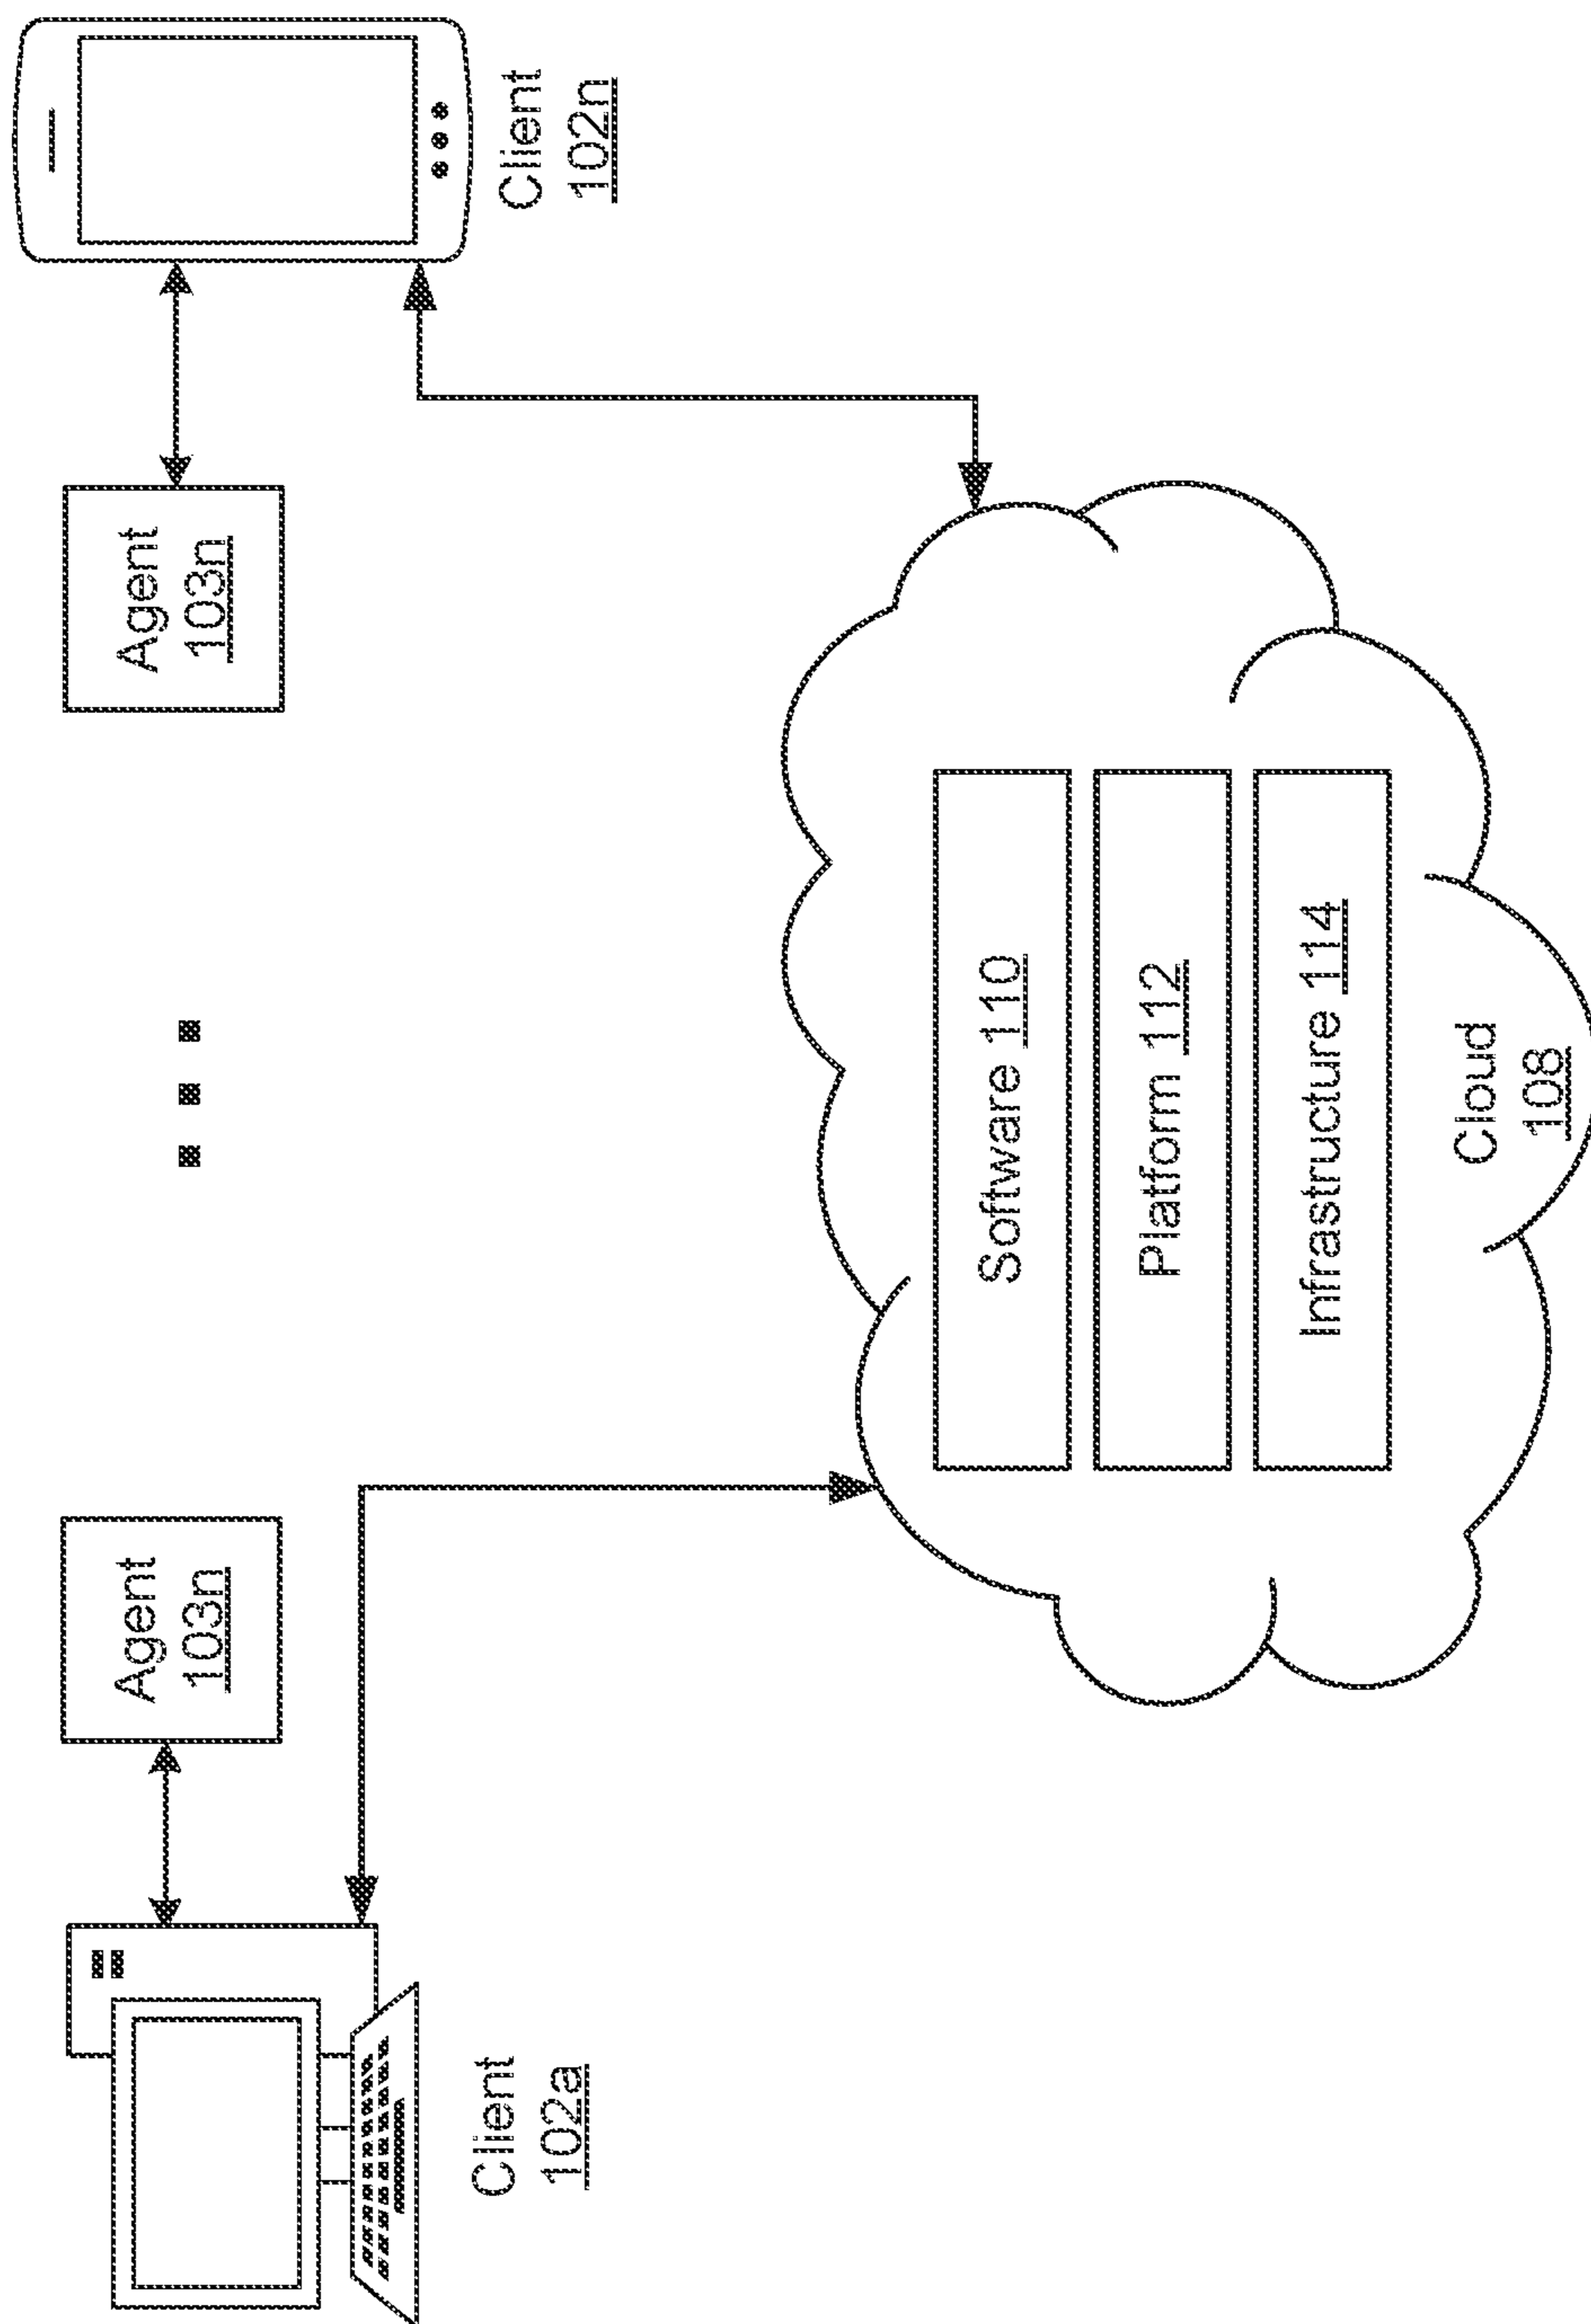 Client
102a
Agent
103n
Agent
103n
Client
102n
Software 110
Platform 112
Infrastructure 114
Cloud
108